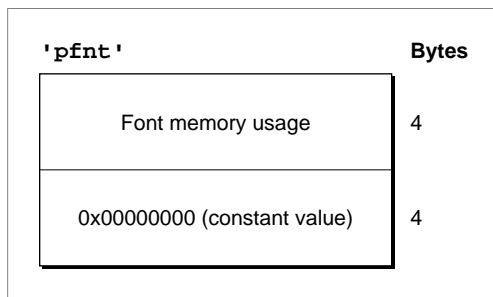 'pfnt' Bytes
Font memory usage 4
0x00000000 (constant value) 4